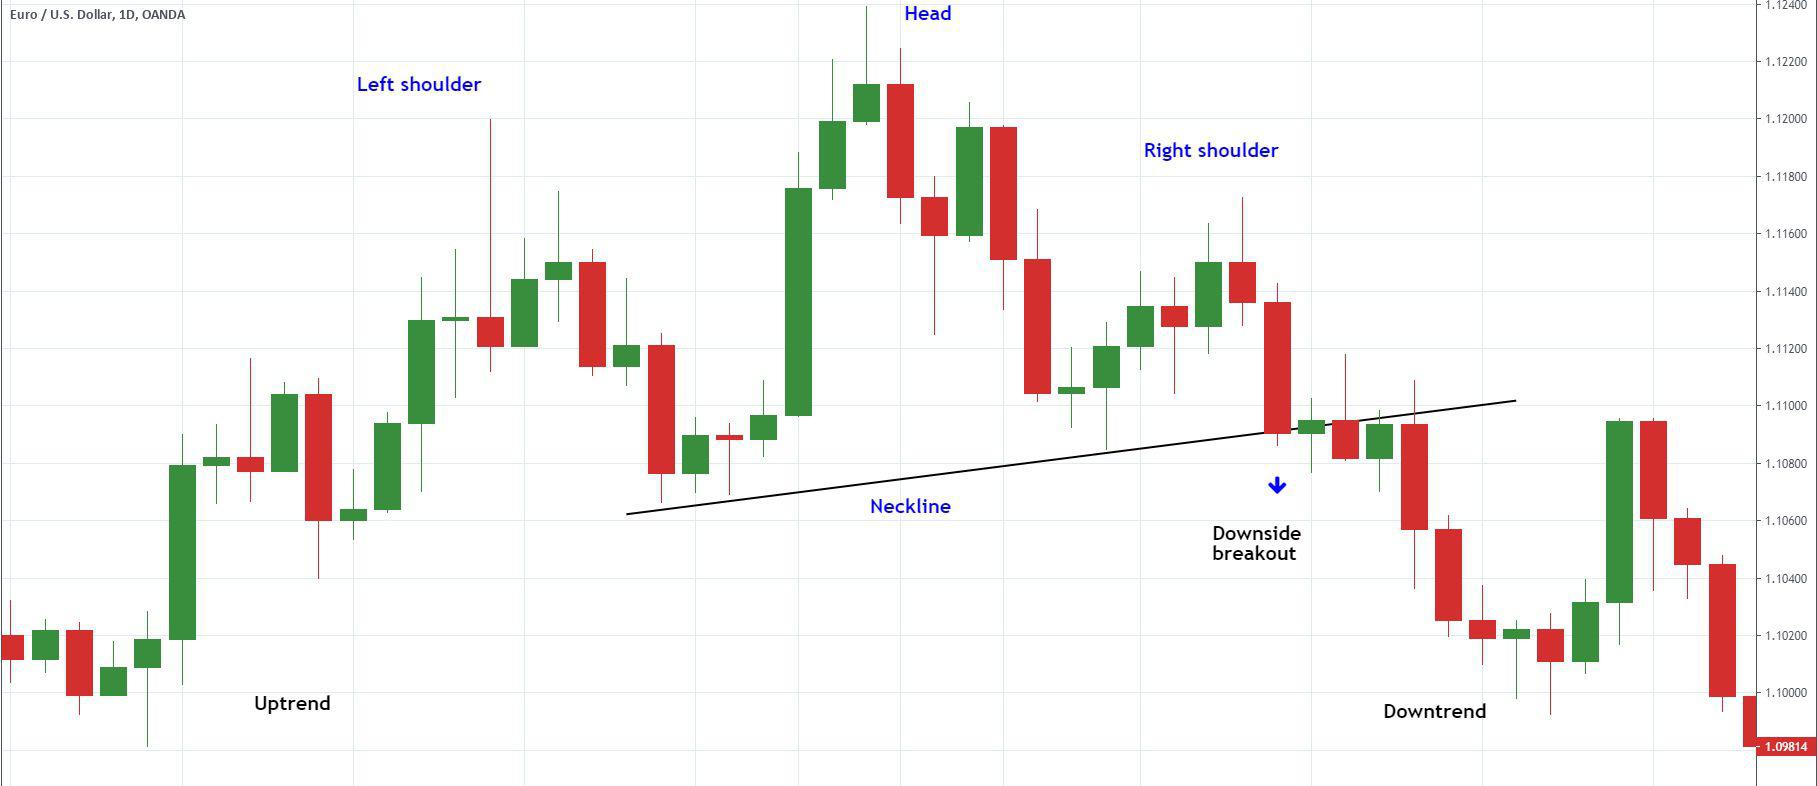 Euro / U.S. Dollar, 1D, OANDA
Head
Left shoulder
Right shoulder
Neckline
Downside
breakout
Uptrend
Downtrend
1.12400
1.12200
1.12000
1.11800
1.11600
1.11400
1.11200
1.11000
1.10800
1.10600
1.10400
1.10200
1.10000
1.09814